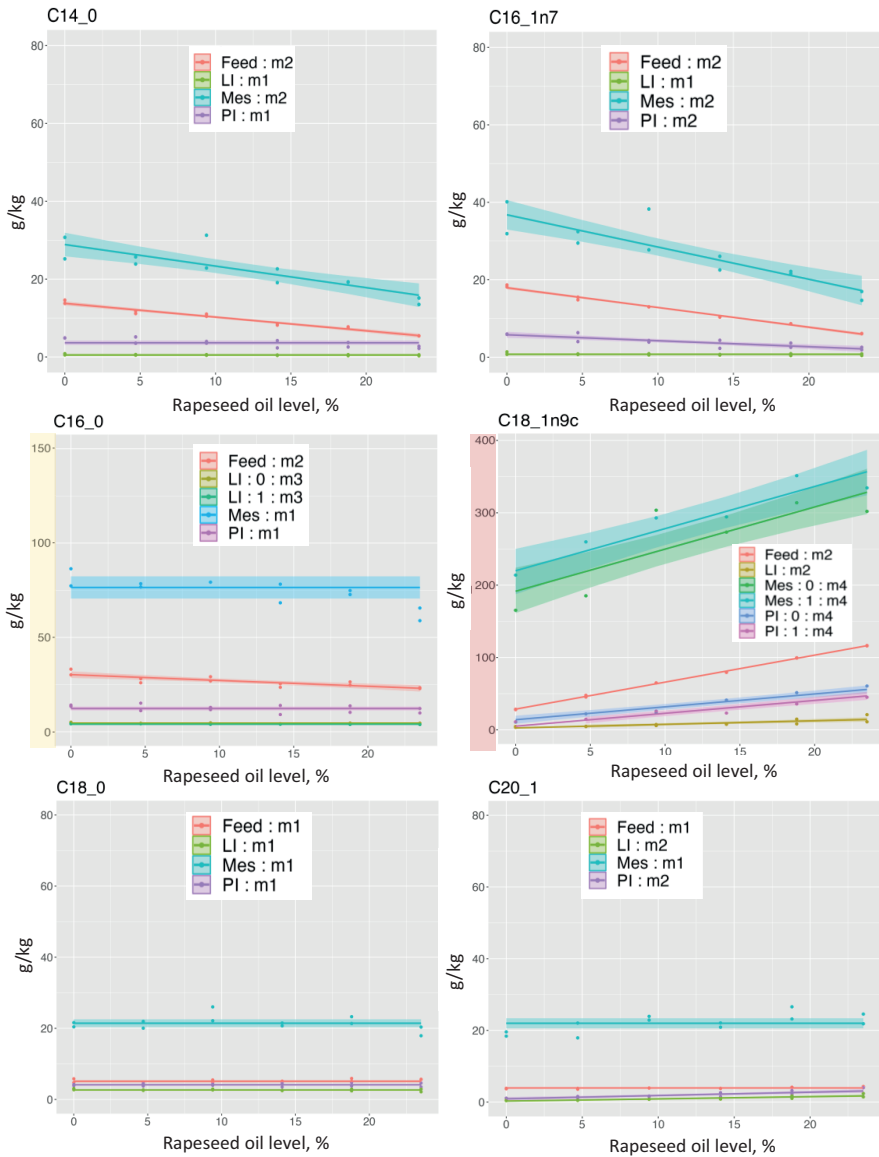 C14_0
80
60
40
20
0
g/kg
Feed : m2
LI : m1
Mes : m2
PI : m1
0 5 10 15 20
Rapeseed oil level, %
C16_1n7
80
60
40
20
0
g/kg
Feed : m2
LI : m1
Mes : m2
PI : m2
0 5 10 15 20
Rapeseed oil level, %
C16_0
150
100
50
0
g/kg
Feed : m2
LI : 0 : m3
LI : 1 : m3
Mes : m1
PI : m1
0 5 10 15 20
Rapeseed oil level, %
C18_1n9c
400
300
200
100
0
g/kg
Feed : m2
LI : m2
Mes : 0 : m4
Mes : 1 : m4
PI : 0 : m4
PI : 1 : m4
0 5 10 15 20
Rapeseed oil level, %
C18_0
80
60
40
20
0
g/kg
Feed : m1
LI : m1
Mes : m1
PI : m1
0 5 10 15 20
Rapeseed oil level, %
C20_1
80
60
40
20
0
g/kg
Feed : m1
LI : m2
Mes : m1
PI : m2
0 5 10 15 20
Rapeseed oil level, %